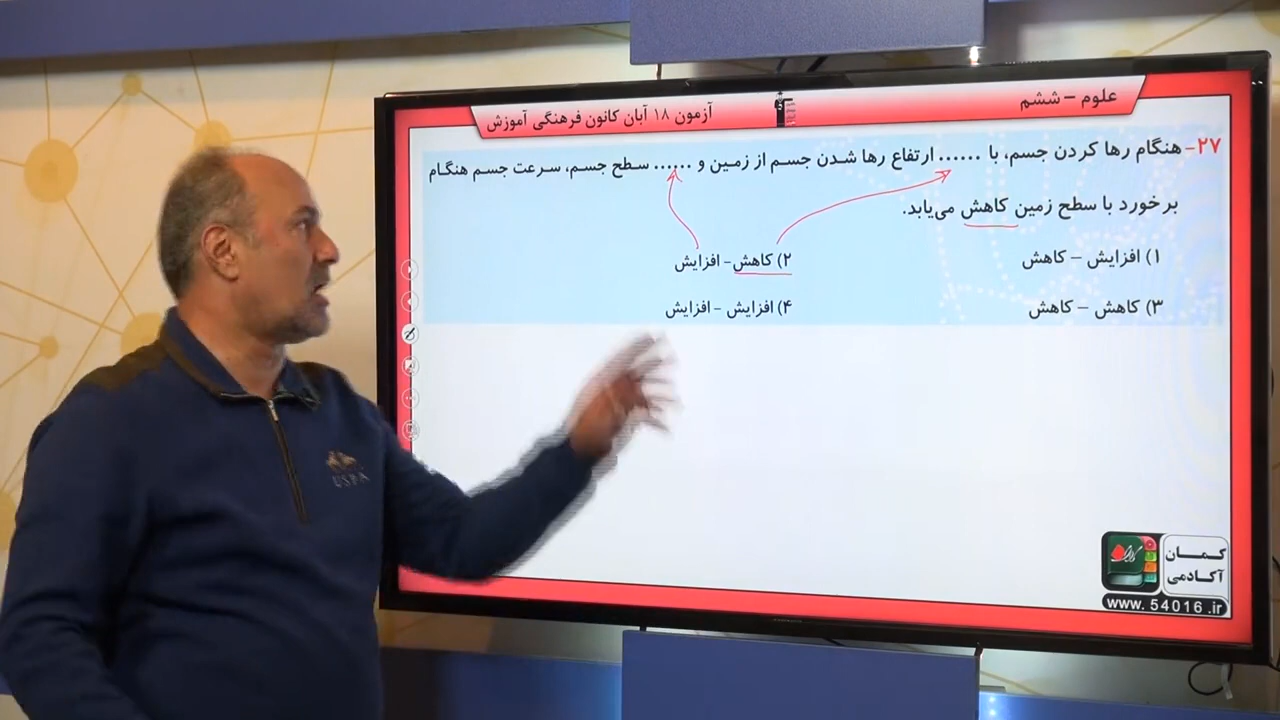 علوم – ششم
آزمون ۱۸ آبان کانون فرهنگی آموزش
۲۷- هنگام رها کردن جسم، با ...... ارتفاع رها شدن جسم از زمین و ...... سطح جسم، سرعت جسم هنگام
برخورد با سطح زمین کاهش می‌یابد.
۱) افزایش – کاهش
۲) کاهش – افزایش
۳) کاهش – کاهش
۴) افزایش – افزایش
کمان
آکادمی
www.54016.ir
USPA